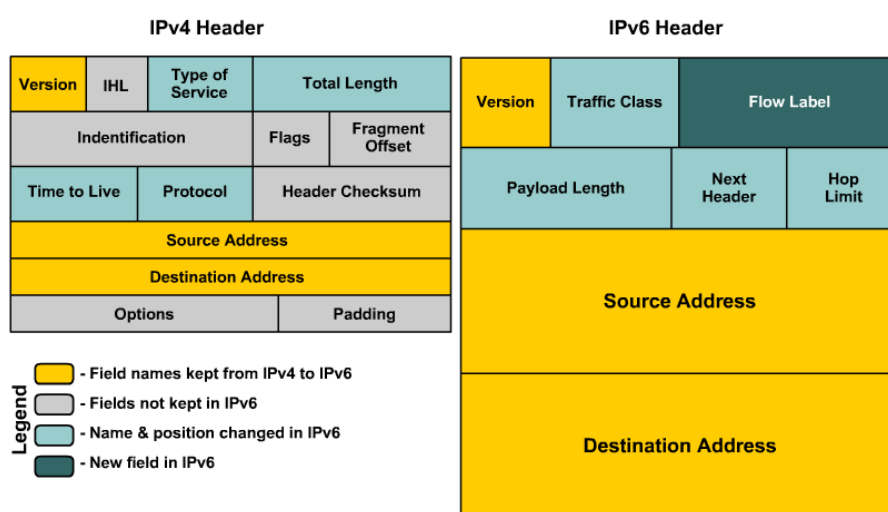 IPv4 Header
IPv6 Header
Version
IHL
Type of
Service
Total Length
Indentification
Flags
Fragment
Offset
Time to Live
Protocol
Header Checksum
Source Address
Destination Address
Options
Padding
Version
Traffic Class
Flow Label
Payload Length
Next
Header
Hop
Limit
Source Address
Destination Address
Legend
- Field names kept from IPv4 to IPv6
- Fields not kept in IPv6
- Name & position changed in IPv6
- New field in IPv6